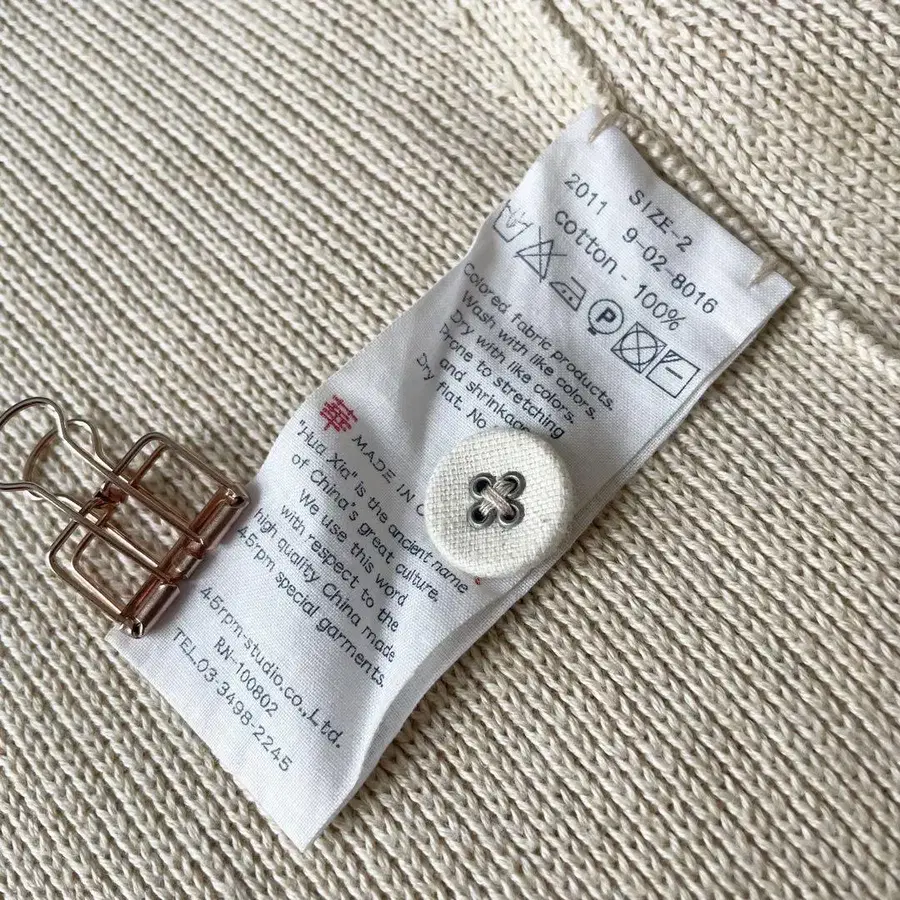 SIZE-2
2011 9-02-8016
cotton - 100%
P
Colored fabric products.
Wash with like colors.
Dry with like colors.
Prone to stretching
and shrinkage
Dry flat. No
華 MADE IN
"Hua Xia" is the ancient name
of China's great culture.
We use this word
with respect to the
high quality China made
45rpm special garments.
45rpm-studio.co.,Ltd.
RN-100802
TEL.03-3498-2245